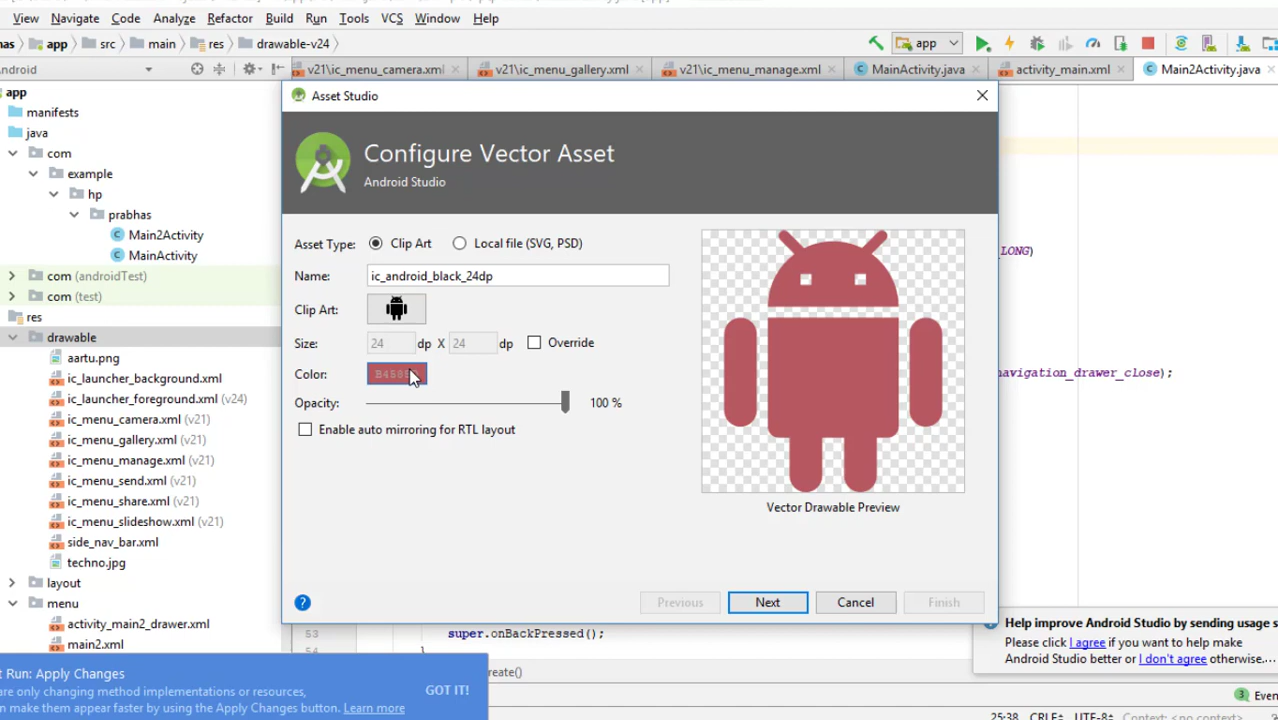 View Navigate Code Analyze Refactor Build Run Tools VCS Window Help
app src main res drawable-v24 app
Android v21\ic_menu_camera.xml v21\ic_menu_gallery.xml v21\ic_menu_manage.xml MainActivity.java activity_main.xml Main2Activity.java
app
manifests
java
com
example
hp
prabhas
Main2Activity
MainActivity
com (androidTest)
com (test)
res
drawable
aartu.png
ic_launcher_background.xml
ic_launcher_foreground.xml (v24)
ic_menu_camera.xml (v21)
ic_menu_gallery.xml (v21)
ic_menu_manage.xml (v21)
ic_menu_send.xml (v21)
ic_menu_share.xml (v21)
ic_menu_slideshow.xml (v21)
side_nav_bar.xml
techno.jpg
layout
menu
activity_main2_drawer.xml
main2.xml
Asset Studio
Configure Vector Asset
Android Studio
Asset Type: Clip Art Local file (SVG, PSD)
Name: ic_android_black_24dp
Clip Art:
Size: 24 dp X 24 dp Override
Color:
Opacity: 100 %
Enable auto mirroring for RTL layout
Vector Drawable Preview
? Previous Next Cancel Finish
_LONG)
navigation_drawer_close);
53 super.onBackPressed();
54 }
Run: Apply Changes
are only changing method implementations or resources,
make them appear faster by using the Apply Changes button. Learn more
GOT IT!
Help improve Android Studio by sending usage s
Please click I agree if you want to help make
Android Studio better or I don't agree otherwise....
3 Even
25:38 CRLF÷ UTF-8÷ Context: <no context>